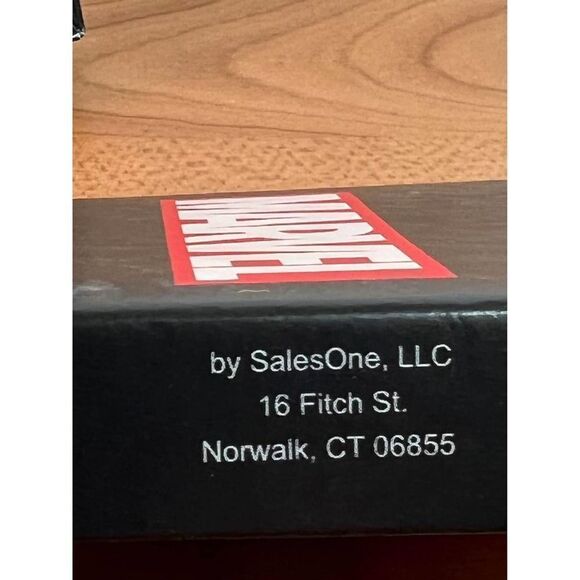 MARVEL
by SalesOne, LLC
16 Fitch St.
Norwalk, CT 06855